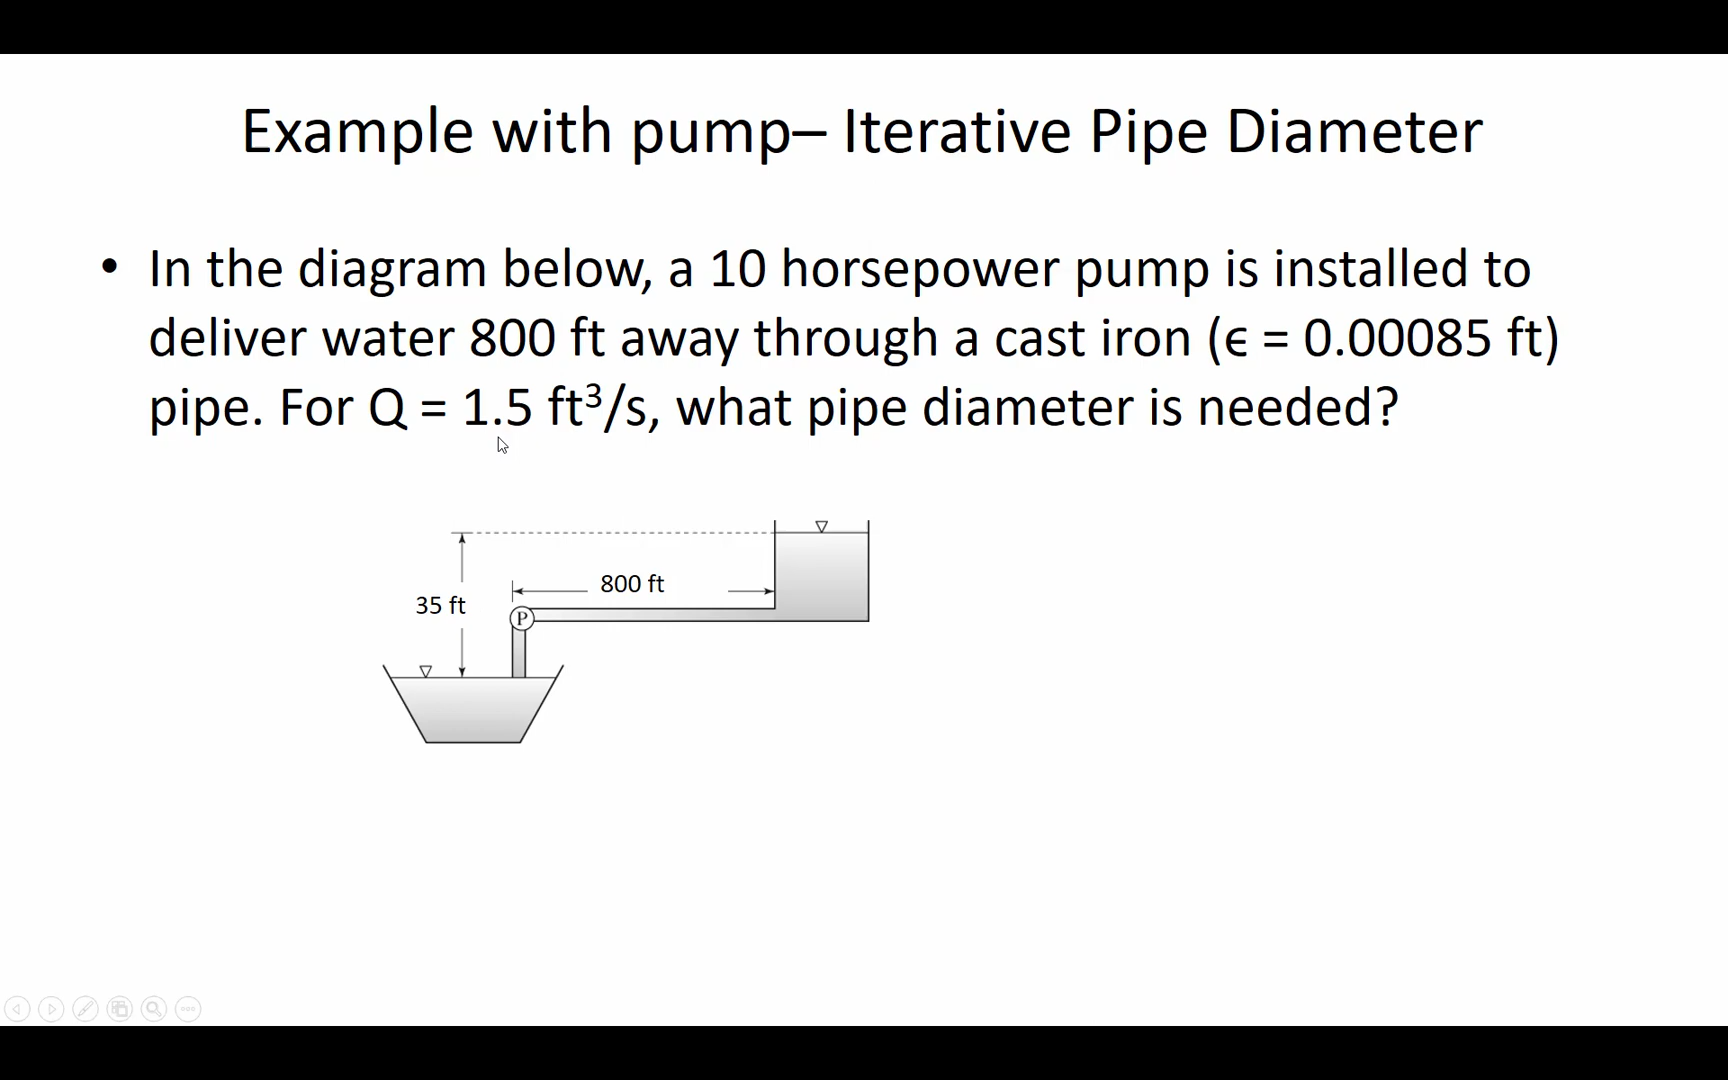 Example with pump– Iterative Pipe Diameter
• In the diagram below, a 10 horsepower pump is installed to
deliver water 800 ft away through a cast iron (ϵ = 0.00085 ft)
pipe. For Q = 1.5 ft³/s, what pipe diameter is needed?
800 ft
35 ft
P